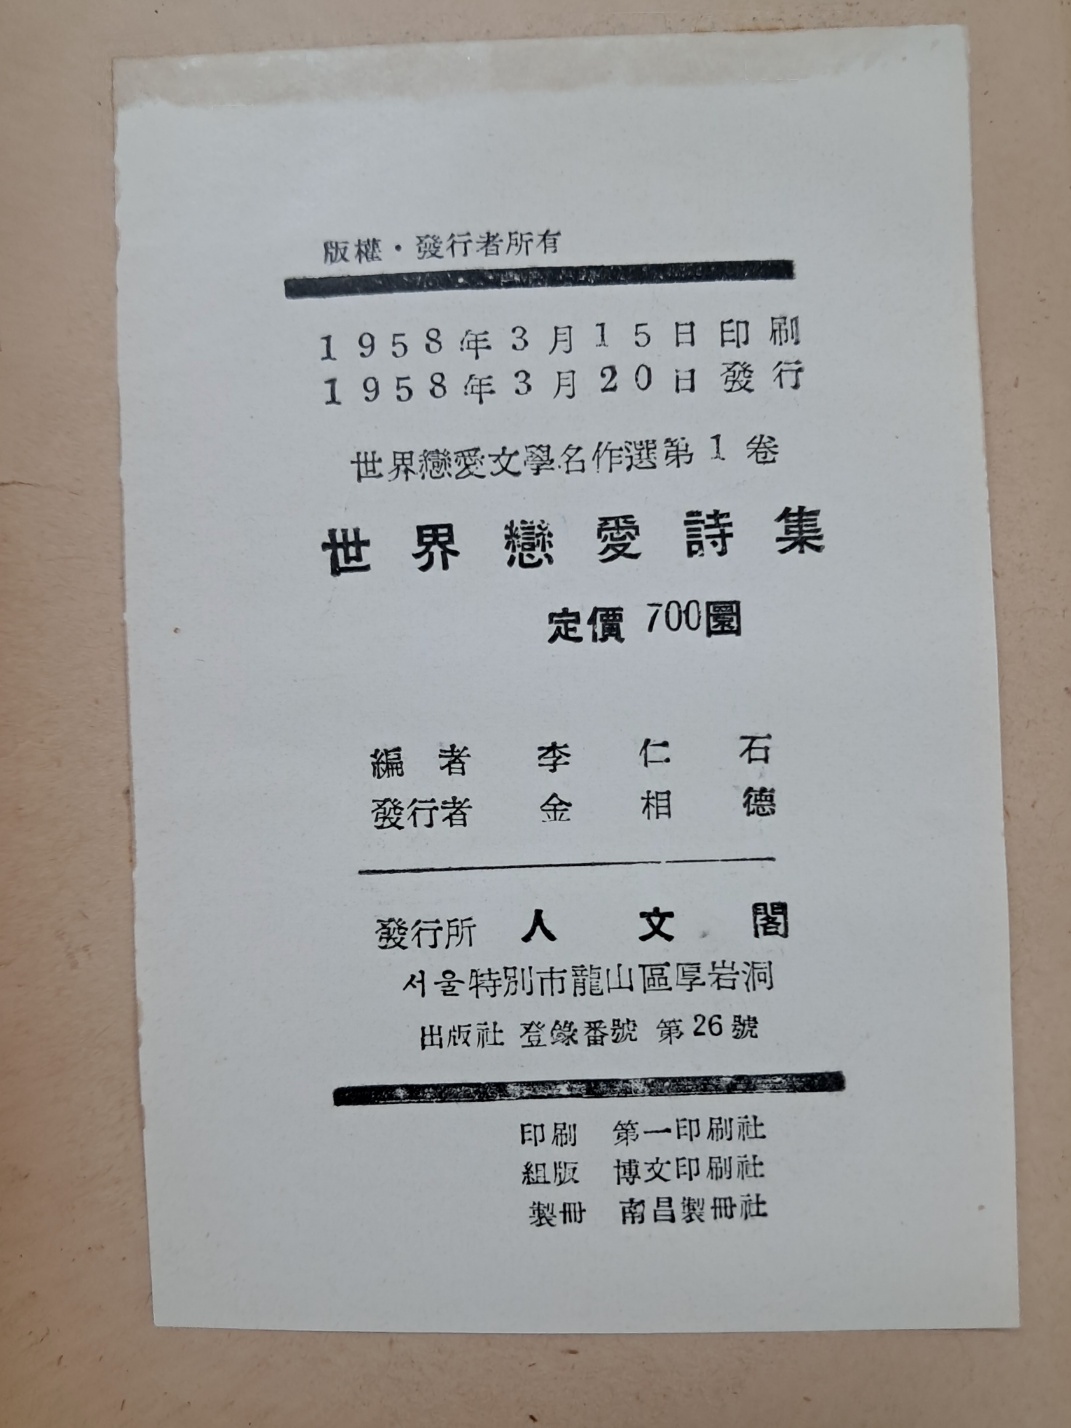 版權・發行者所有
1958年3月15日印刷
1958年3月20日發行
世界戀愛文學名作選第1卷
世界戀愛詩集
定價 700圜
編者 李仁石
發行者 金相德
發行所 人文閣
서울特別市龍山區厚岩洞
出版社 登錄番號 第26號
印刷 第一印刷社
組版 博文印刷社
製冊 南昌製冊社